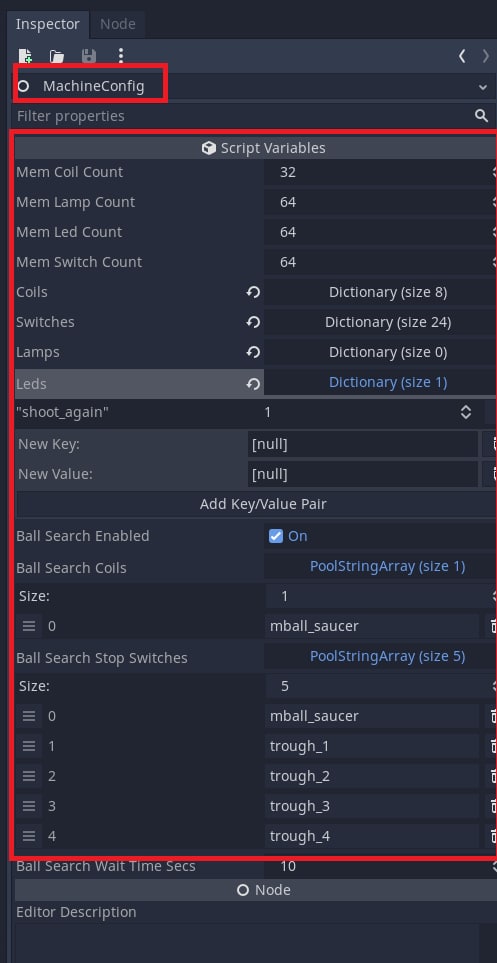 Inspector Node
MachineConfig
Filter properties
Script Variables
Mem Coil Count 32
Mem Lamp Count 64
Mem Led Count 64
Mem Switch Count 64
Coils Dictionary (size 8)
Switches Dictionary (size 24)
Lamps Dictionary (size 0)
Leds Dictionary (size 1)
"shoot_again" 1
New Key: [null]
New Value: [null]
Add Key/Value Pair
Ball Search Enabled On
Ball Search Coils PoolStringArray (size 1)
Size: 1
0 mball_saucer
Ball Search Stop Switches PoolStringArray (size 5)
Size: 5
0 mball_saucer
1 trough_1
2 trough_2
3 trough_3
4 trough_4
Ball Search Wait Time Secs 10
Node
Editor Description